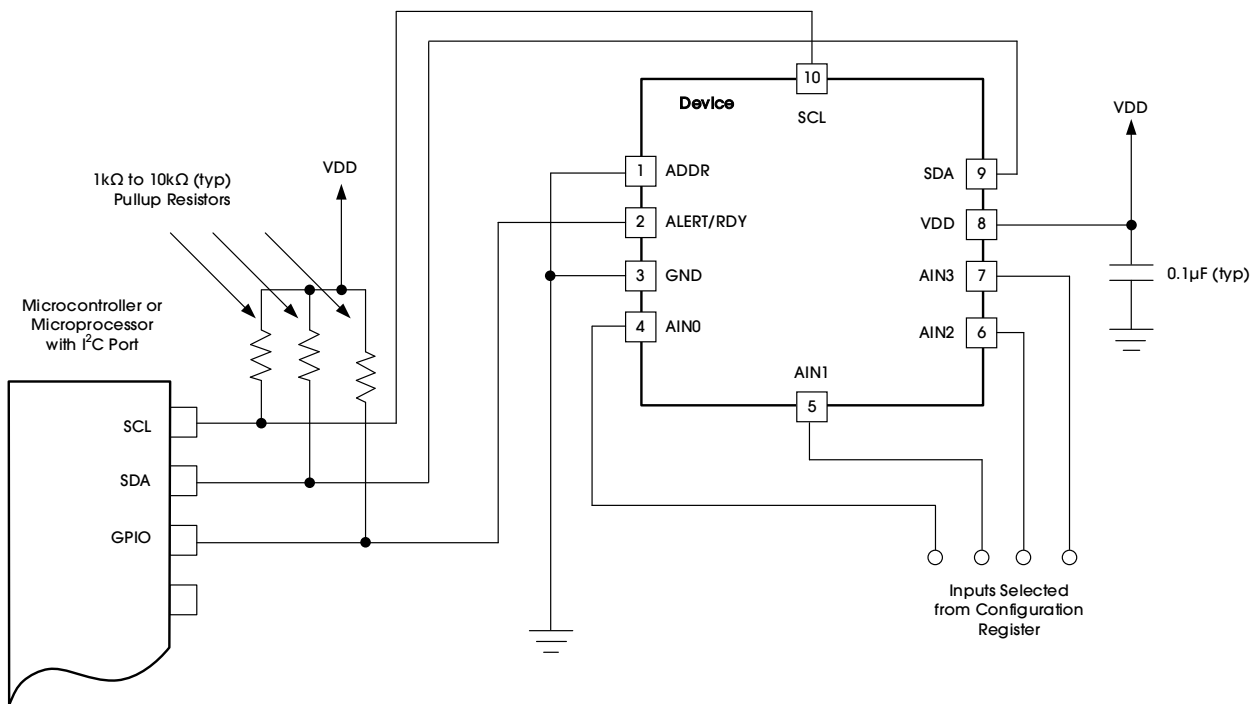 10
Device
SCL
VDD
1kΩ to 10kΩ (typ)
Pullup Resistors
VDD
1 ADDR
SDA 9
2 ALERT/RDY
VDD 8
3 GND
AIN3 7
0.1µF (typ)
4 AIN0
AIN2 6
Microcontroller or
Microprocessor
with I²C Port
AIN1
5
SCL
SDA
GPIO
Inputs Selected
from Configuration
Register